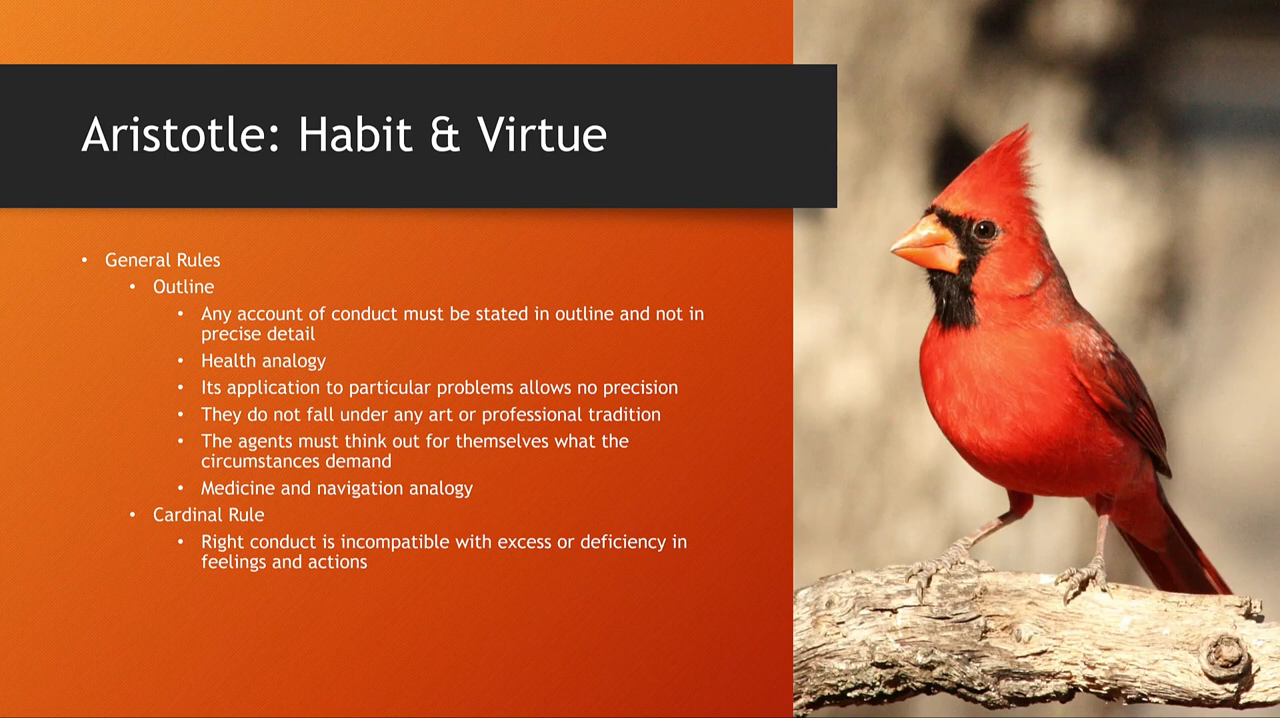 Aristotle: Habit & Virtue
• General Rules
• Outline
• Any account of conduct must be stated in outline and not in
precise detail
• Health analogy
• Its application to particular problems allows no precision
• They do not fall under any art or professional tradition
• The agents must think out for themselves what the
circumstances demand
• Medicine and navigation analogy
• Cardinal Rule
• Right conduct is incompatible with excess or deficiency in
feelings and actions